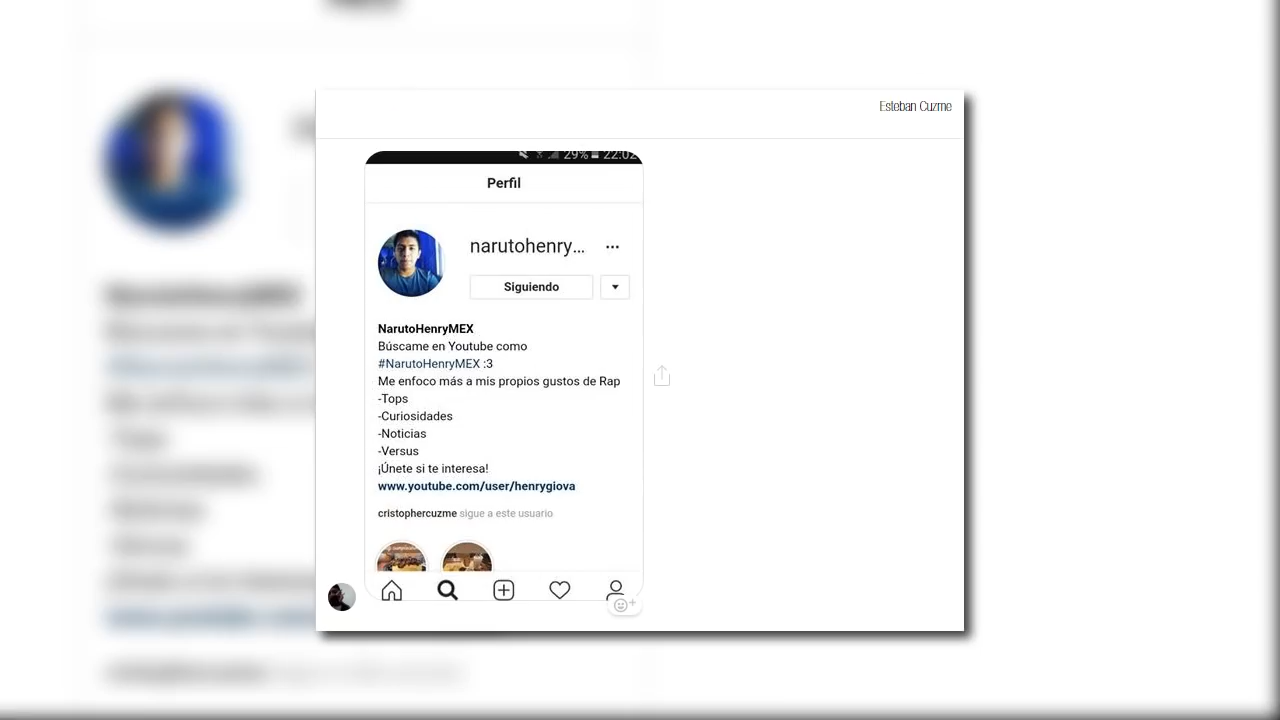 Esteban Cuzme
29% 22:02
Perfil
narutohenry...
Siguiendo
NarutoHenryMEX
Búscame en Youtube como
#NarutoHenryMEX :3
Me enfoco más a mis propios gustos de Rap
-Tops
-Curiosidades
-Noticias
-Versus
¡Únete si te interesa!
www.youtube.com/user/henrygiova
cristophercuzme sigue a este usuario